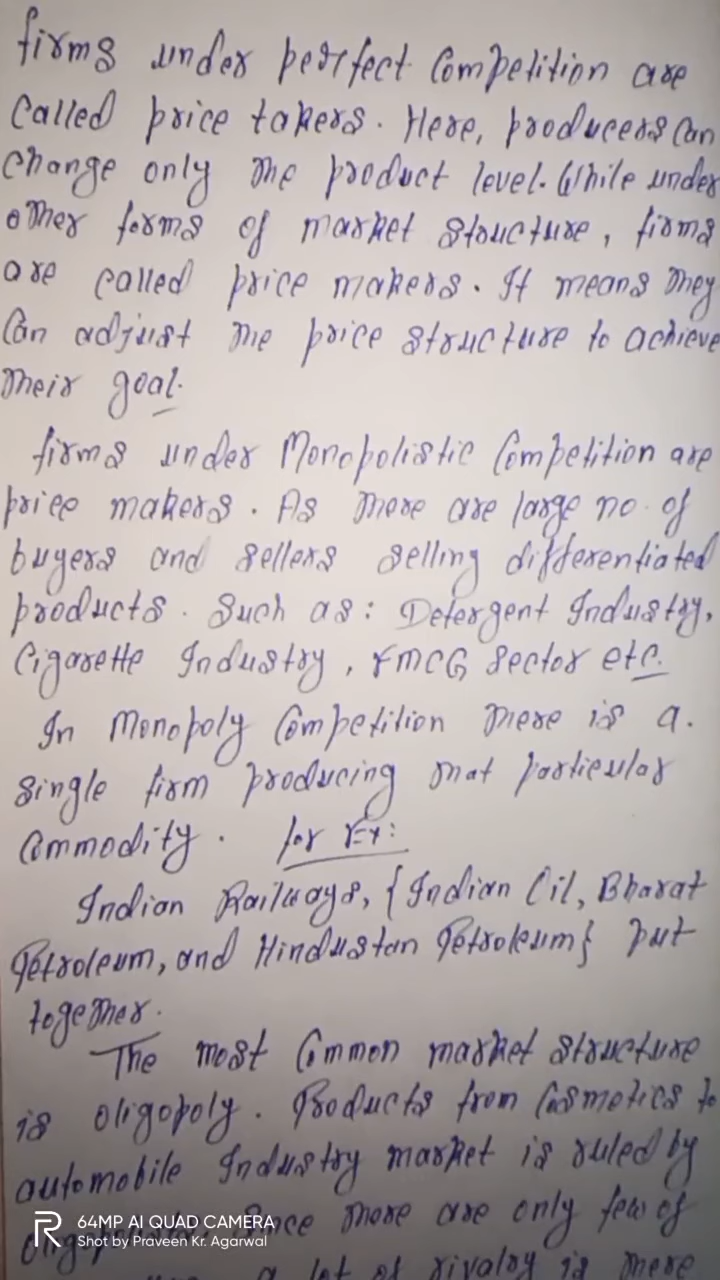 firms under perfect Competition are
Called price takers. Here, producers can
change only the product level. While under
other forms of market structure, firms
are called price makers. It means they
Can adjust the price structure to achieve
their goal.
firms under Monopolistic Competition are
price makers. As there are large no. of
buyers and sellers selling differentiated
products. Such as: Detergent Industry,
Cigarette Industry, FMCG Sector etc.
In Monopoly Competition there is a.
single firm producing that particular
Commodity. for Ex:
Indian Railways, {Indian Oil, Bharat
Petroleum, and Hindustan Petroleum} put
together.
The most Common market structure
is oligopoly. Products from Cosmetics to
automobile Industry market is ruled by
Since there are only few of
a lot of rivalry is there
64MP AI QUAD CAMERA
Shot by Praveen Kr. Agarwal